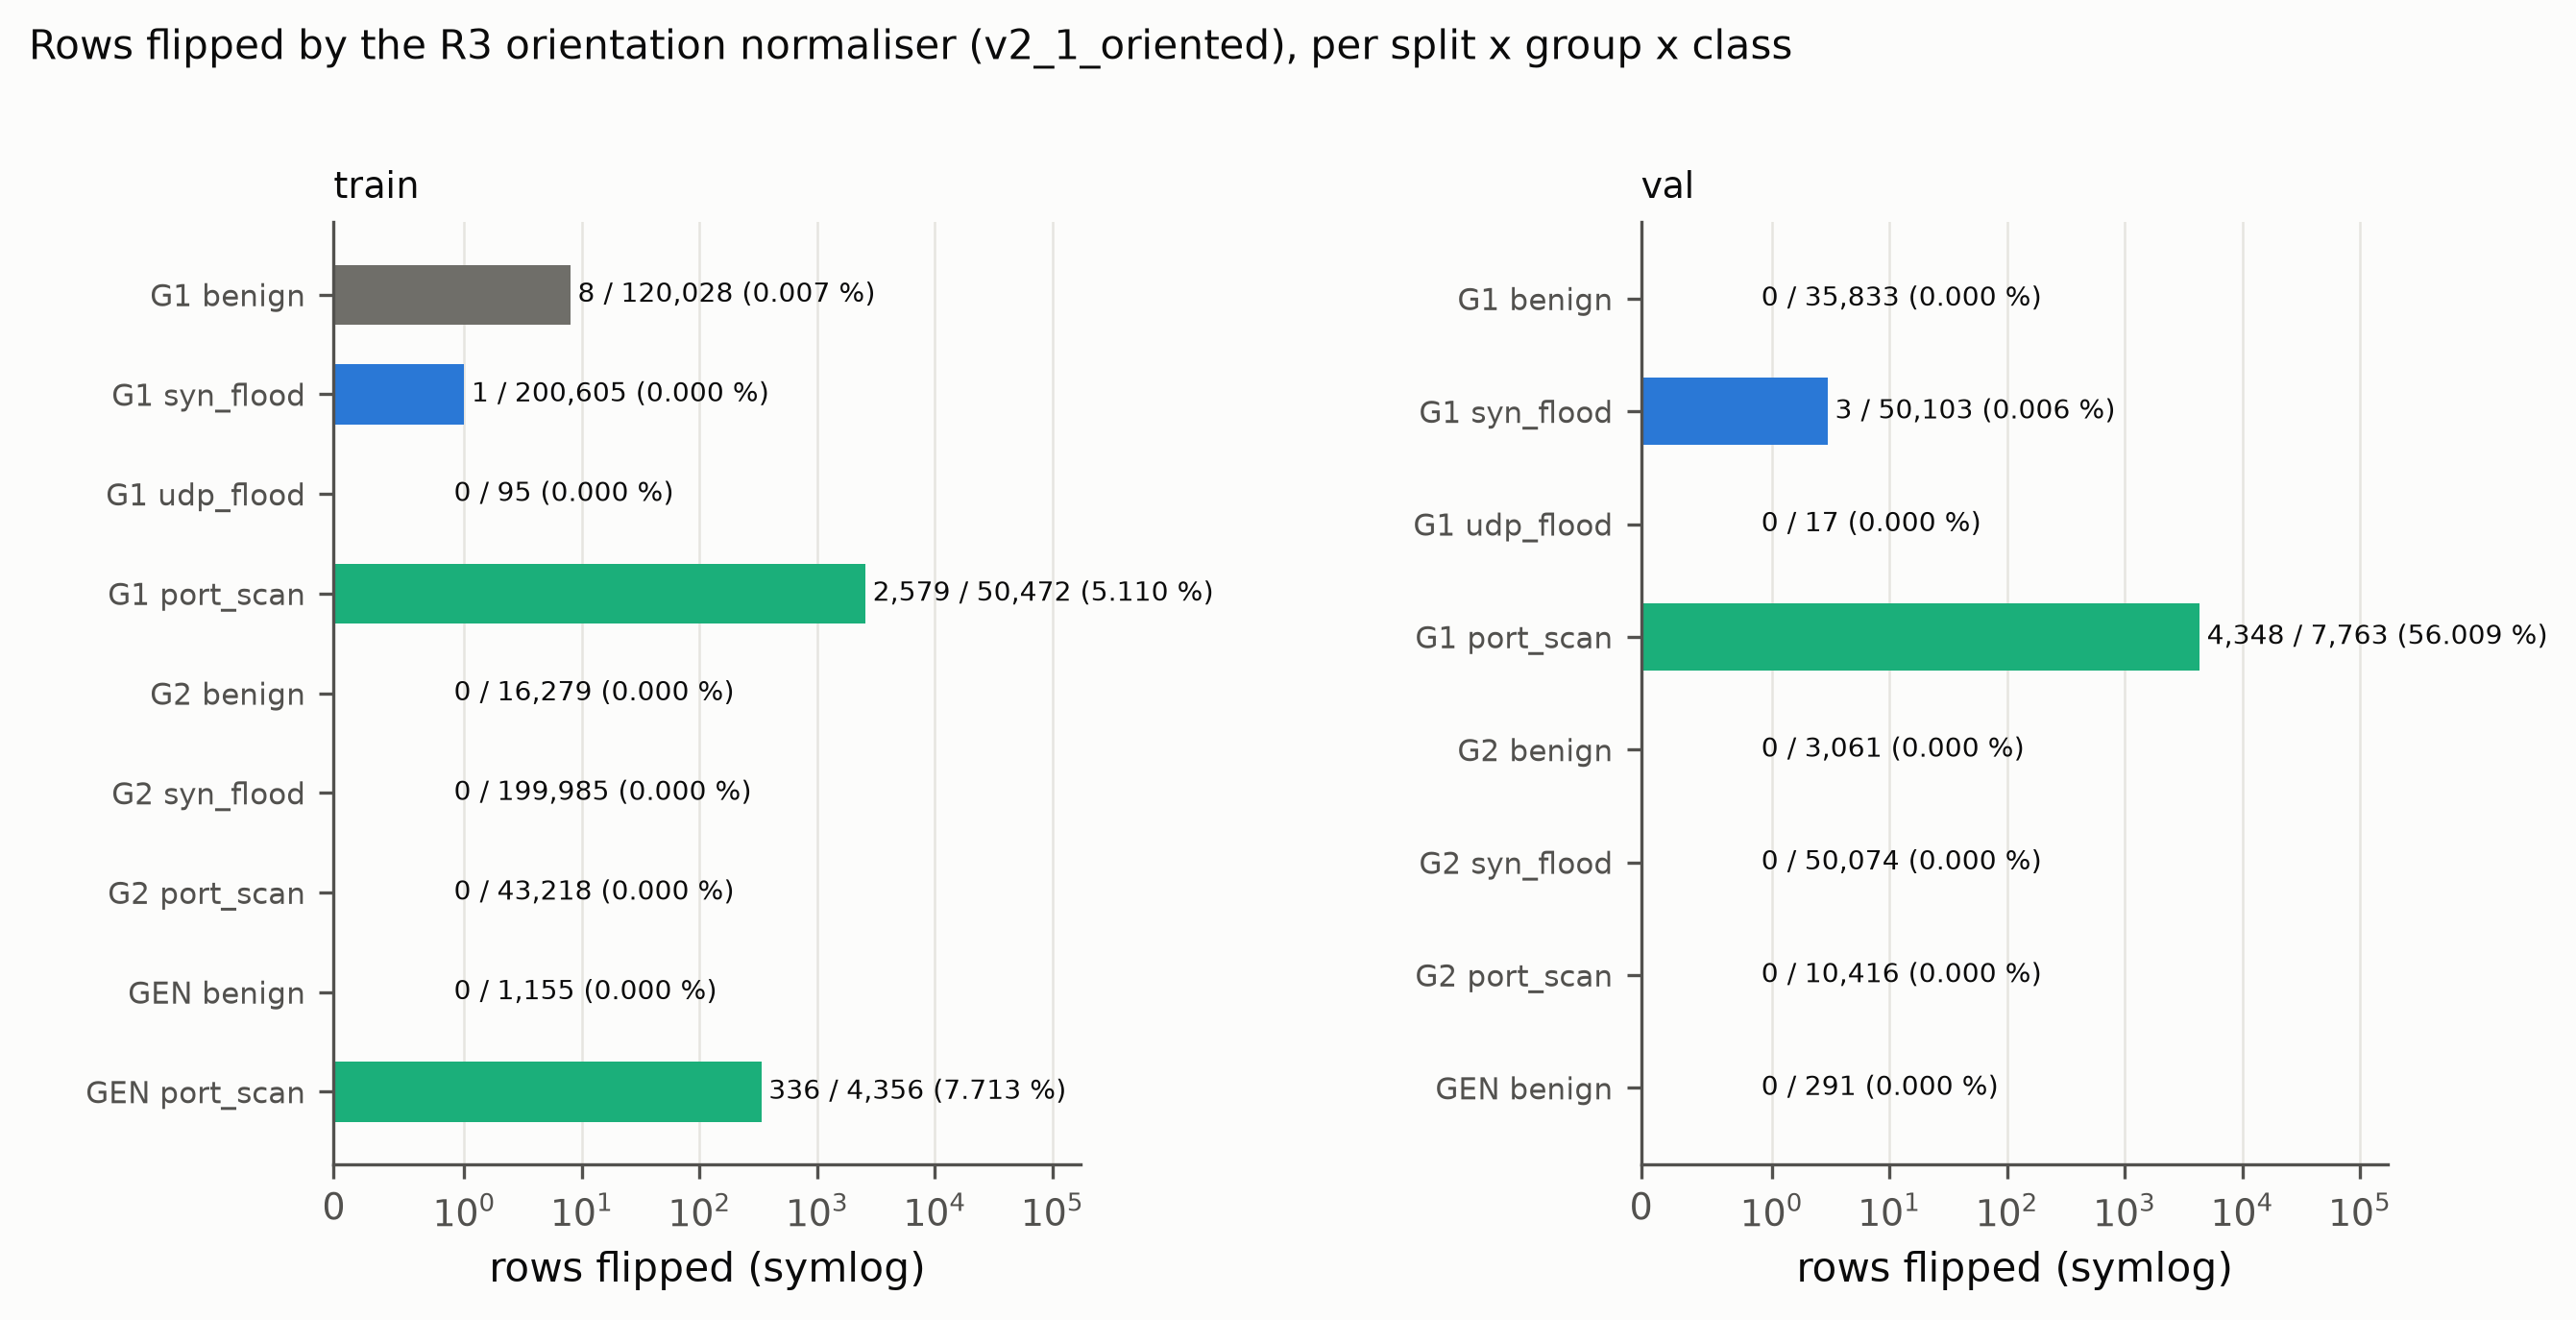 Rows flipped by the R3 orientation normaliser (v2_1_oriented), per split x group x class
train
G1 benign
8 / 120,028 (0.007 %)
G1 syn_flood
1 / 200,605 (0.000 %)
G1 udp_flood
0 / 95 (0.000 %)
G1 port_scan
2,579 / 50,472 (5.110 %)
G2 benign
0 / 16,279 (0.000 %)
G2 syn_flood
0 / 199,985 (0.000 %)
G2 port_scan
0 / 43,218 (0.000 %)
GEN benign
0 / 1,155 (0.000 %)
GEN port_scan
336 / 4,356 (7.713 %)
0 10⁰ 10¹ 10² 10³ 10⁴ 10⁵
rows flipped (symlog)
val
G1 benign
0 / 35,833 (0.000 %)
G1 syn_flood
3 / 50,103 (0.006 %)
G1 udp_flood
0 / 17 (0.000 %)
G1 port_scan
4,348 / 7,763 (56.009 %)
G2 benign
0 / 3,061 (0.000 %)
G2 syn_flood
0 / 50,074 (0.000 %)
G2 port_scan
0 / 10,416 (0.000 %)
GEN benign
0 / 291 (0.000 %)
0 10⁰ 10¹ 10² 10³ 10⁴ 10⁵
rows flipped (symlog)